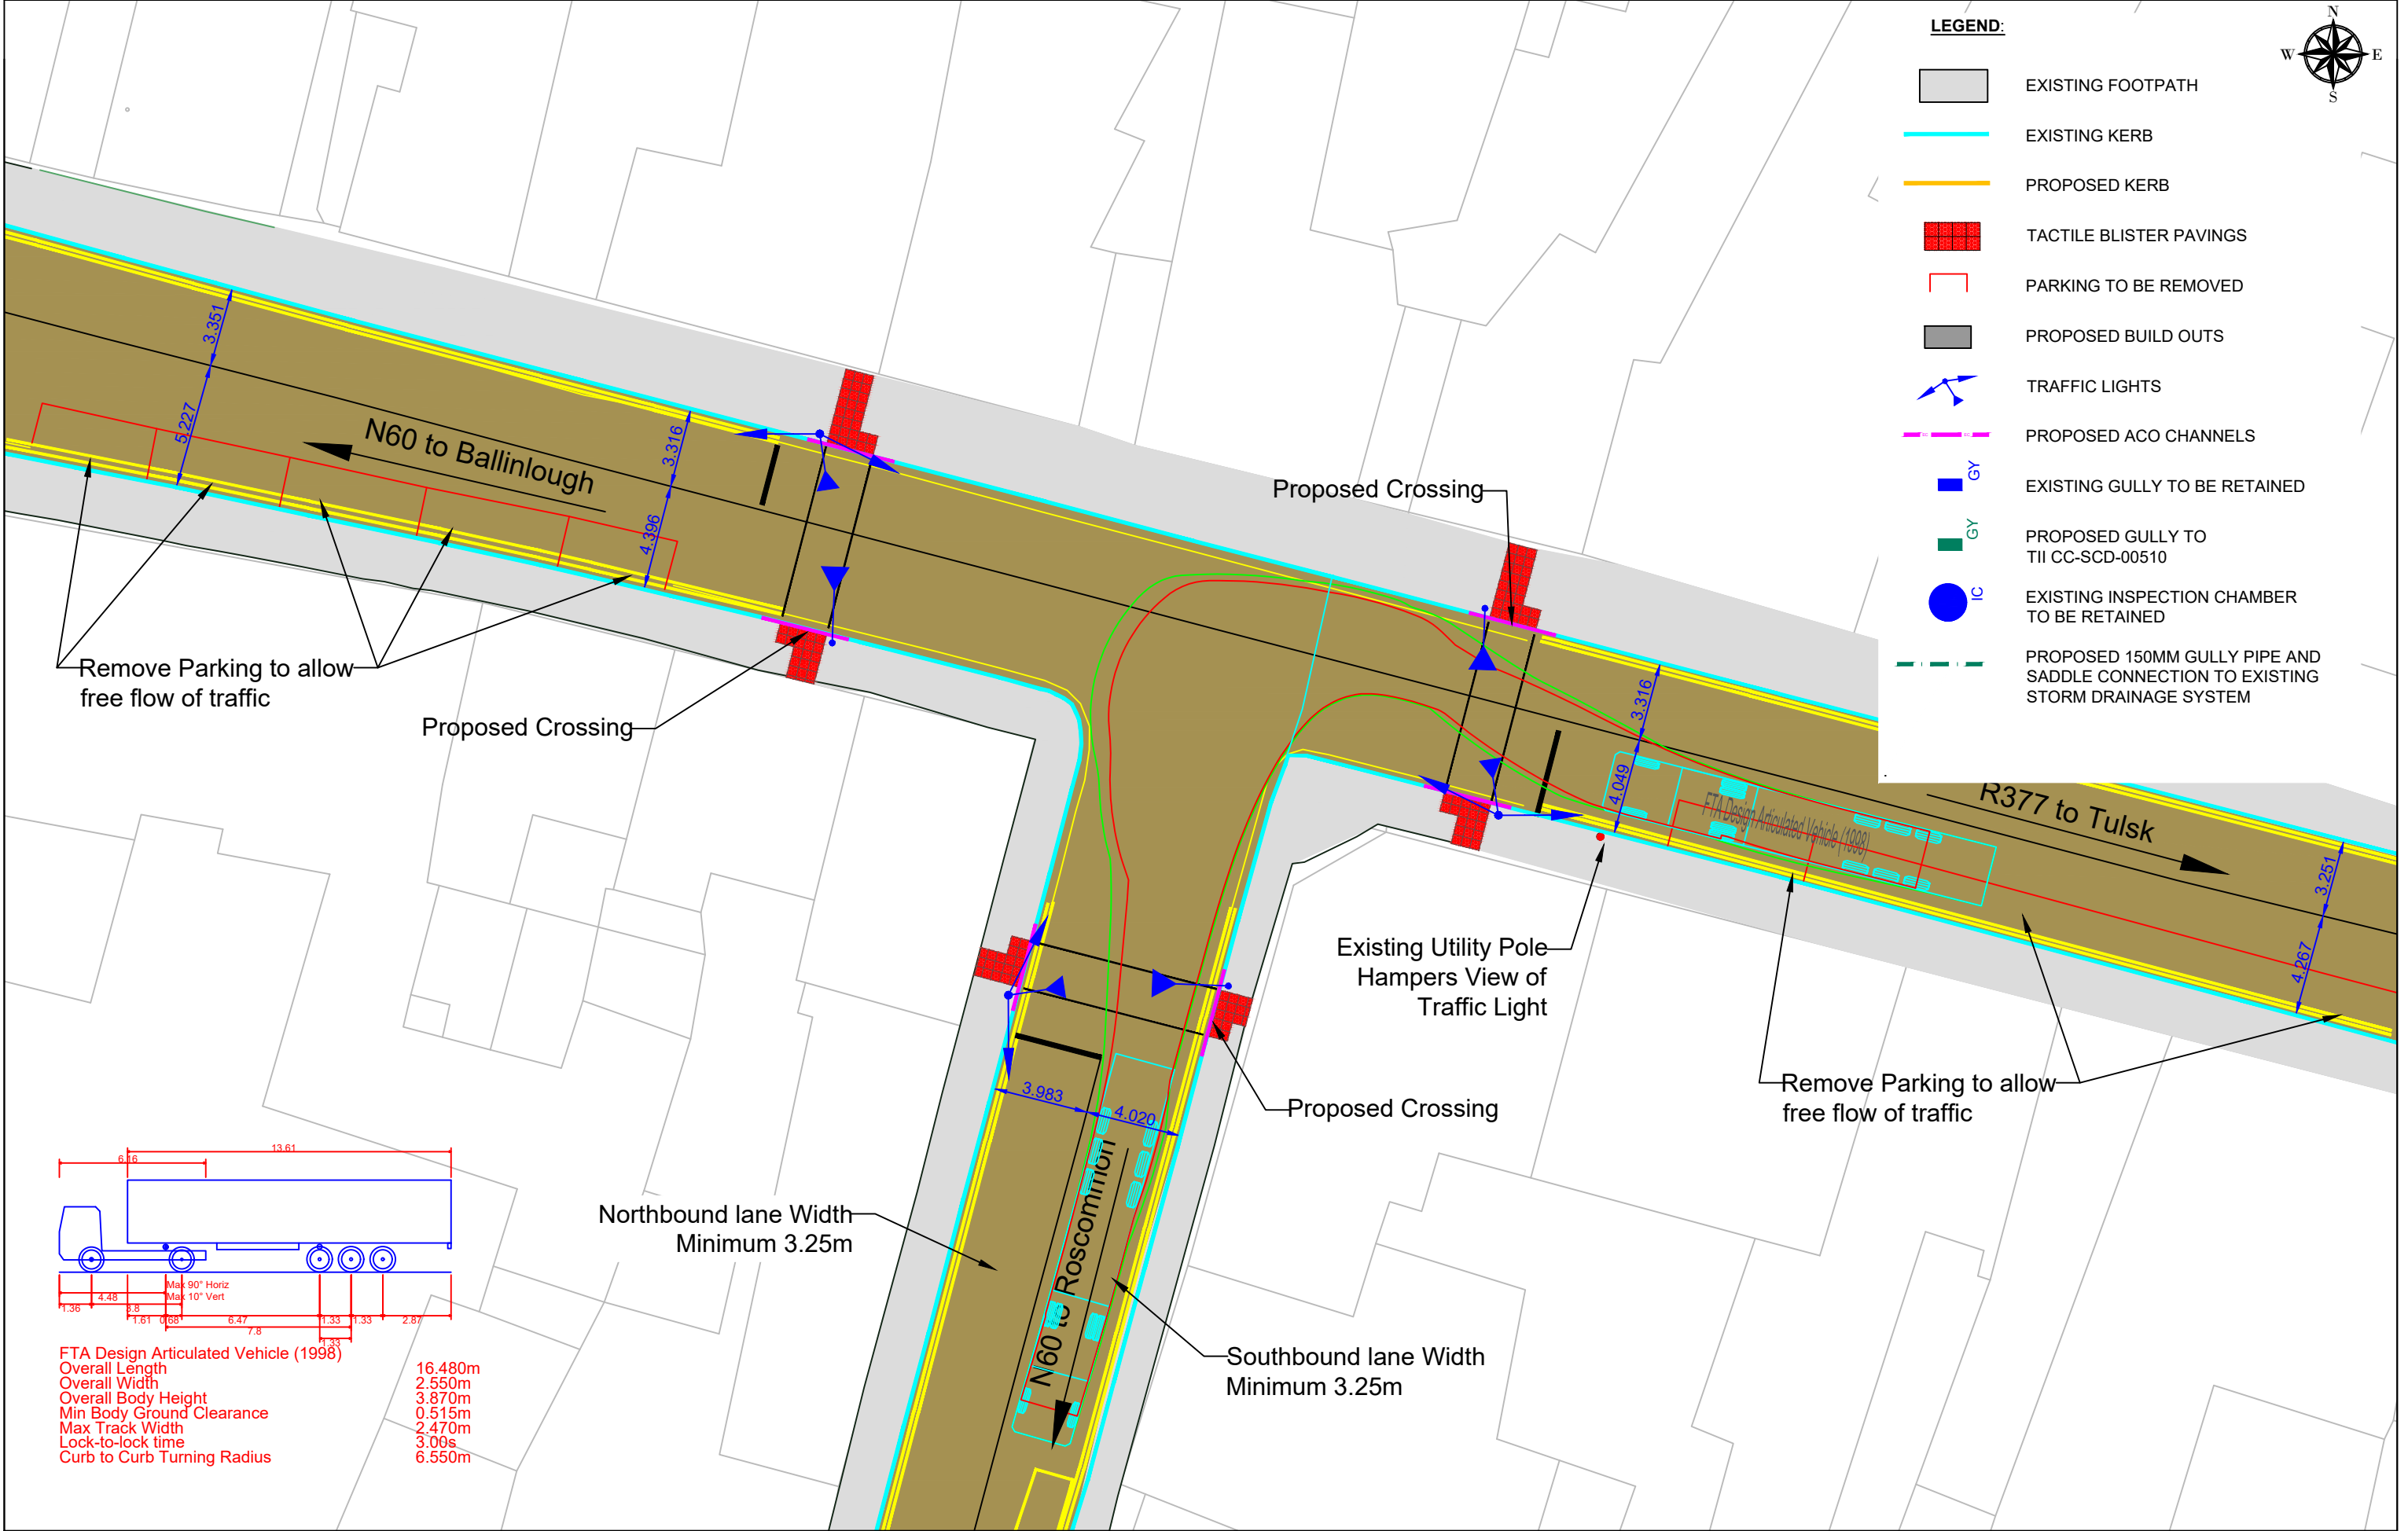 LEGEND:
N
W
E
S
EXISTING FOOTPATH
EXISTING KERB
PROPOSED KERB
TACTILE BLISTER PAVINGS
PARKING TO BE REMOVED
PROPOSED BUILD OUTS
TRAFFIC LIGHTS
PROPOSED ACO CHANNELS
GY
EXISTING GULLY TO BE RETAINED
GY
PROPOSED GULLY TO
TII CC-SCD-00510
IC
EXISTING INSPECTION CHAMBER
TO BE RETAINED
PROPOSED 150MM GULLY PIPE AND
SADDLE CONNECTION TO EXISTING
STORM DRAINAGE SYSTEM
3.351
5.227
N60 to Ballinlough
3.316
4.396
Remove Parking to allow
free flow of traffic
Proposed Crossing
Proposed Crossing
3.316
4.049
FTA Design Articulated Vehicle (1998)
R377 to Tulsk
3.251
4.267
Existing Utility Pole
Hampers View of
Traffic Light
Remove Parking to allow
free flow of traffic
Proposed Crossing
3.983
4.020
N60 to Roscommon
Northbound lane Width
Minimum 3.25m
Southbound lane Width
Minimum 3.25m
13.61
6.16
Max 90° Horiz
Max 10° Vert
4.48
1.36
3.8
1.61
0.68
6.47
1.33
1.33
2.87
7.8
1.33
FTA Design Articulated Vehicle (1998)
Overall Length 16.480m
Overall Width 2.550m
Overall Body Height 3.870m
Min Body Ground Clearance 0.515m
Max Track Width 2.470m
Lock-to-lock time 3.00s
Curb to Curb Turning Radius 6.550m